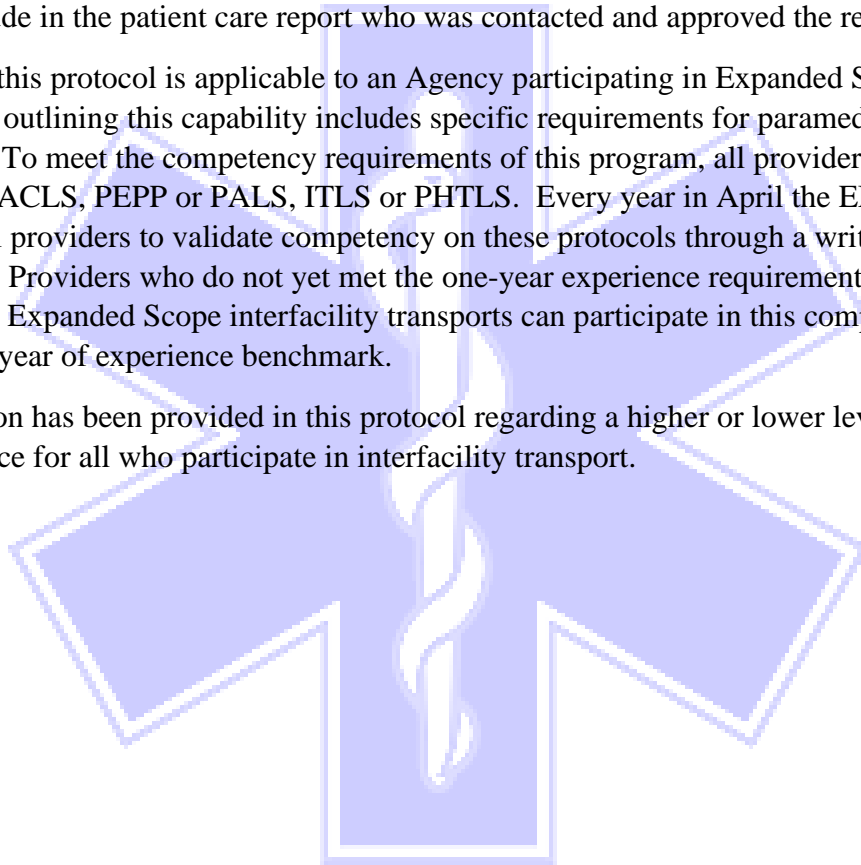 de in the patient care report who was contacted and approved the re
this protocol is applicable to an Agency participating in Expanded S
outlining this capability includes specific requirements for paramed
To meet the competency requirements of this program, all provider
ACLS, PEPP or PALS, ITLS or PHTLS. Every year in April the E
providers to validate competency on these protocols through a writ
Providers who do not yet met the one-year experience requirement
Expanded Scope interfacility transports can participate in this comp
year of experience benchmark.
on has been provided in this protocol regarding a higher or lower lev
ce for all who participate in interfacility transport.